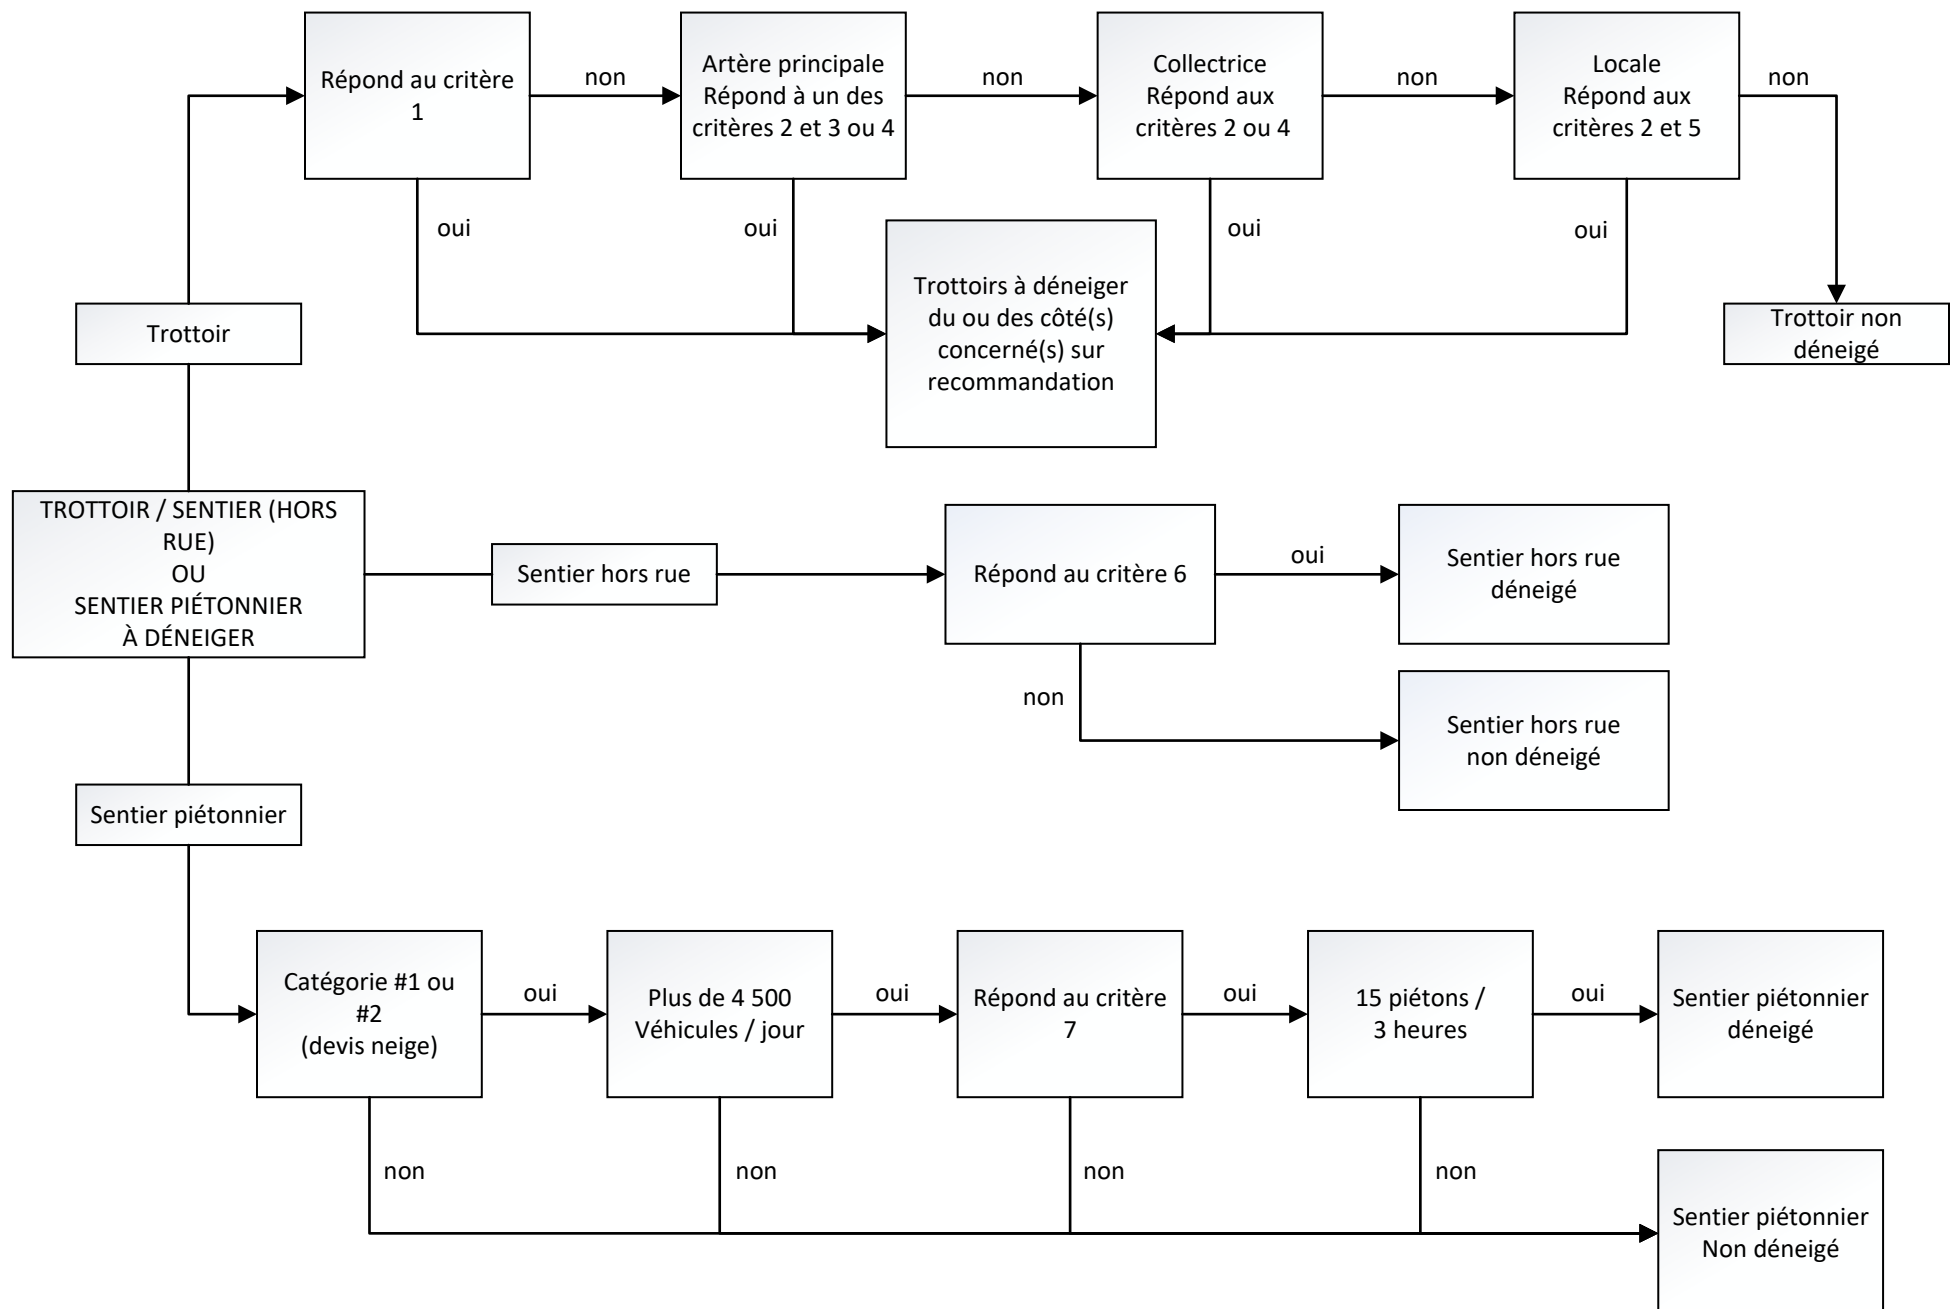 Répond au critère
1
non
Artère principale
Répond à un des
critères 2 et 3 ou 4
non
Collectrice
Répond aux
critères 2 ou 4
non
Locale
Répond aux
critères 2 et 5
non
oui
oui
oui
oui
Trottoirs à déneiger
du ou des côté(s)
concerné(s) sur
recommandation
Trottoir
Trottoir non
déneigé
TROTTOIR / SENTIER (HORS
RUE)
OU
SENTIER PIÉTONNIER
À DÉNEIGER
Sentier hors rue
Répond au critère 6
oui
Sentier hors rue
déneigé
non
Sentier hors rue
non déneigé
Sentier piétonnier
Catégorie #1 ou
#2
(devis neige)
oui
Plus de 4 500
Véhicules / jour
oui
Répond au critère
7
oui
15 piétons /
3 heures
oui
Sentier piétonnier
déneigé
non
non
non
non
Sentier piétonnier
Non déneigé